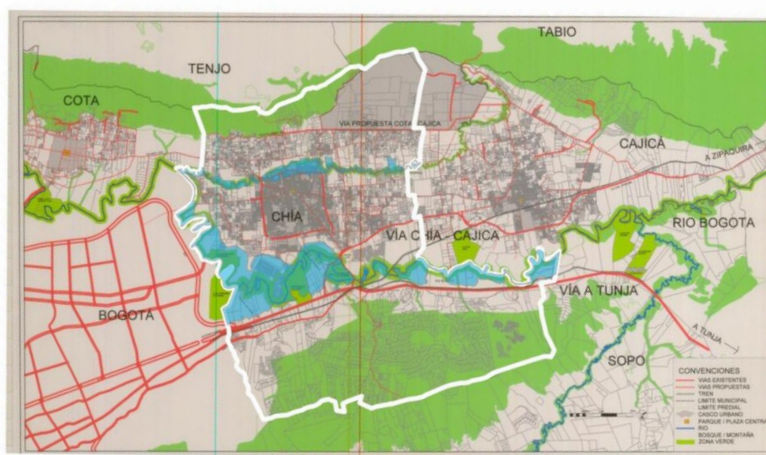 TABIO
TENJO
COTA
VIA PROPUESTA COTA - CAJICA
CAJICÁ
A ZIPAQUIRA
CHÍA
RIO BOGOTA
VÍA CHÍA - CAJICA
VÍA A TUNJA
BOGOTÁ
A TUNJA
SOPO
CONVENCIONES
VIAS EXISTENTES
VIAS PROPUESTAS
TREN
LIMITE MUNICIPAL
LIMITE PREDIAL
CASCO URBANO
PARQUE / PLAZA CENTRAL
RIO
BOSQUE / MONTAÑA
ZONA VERDE